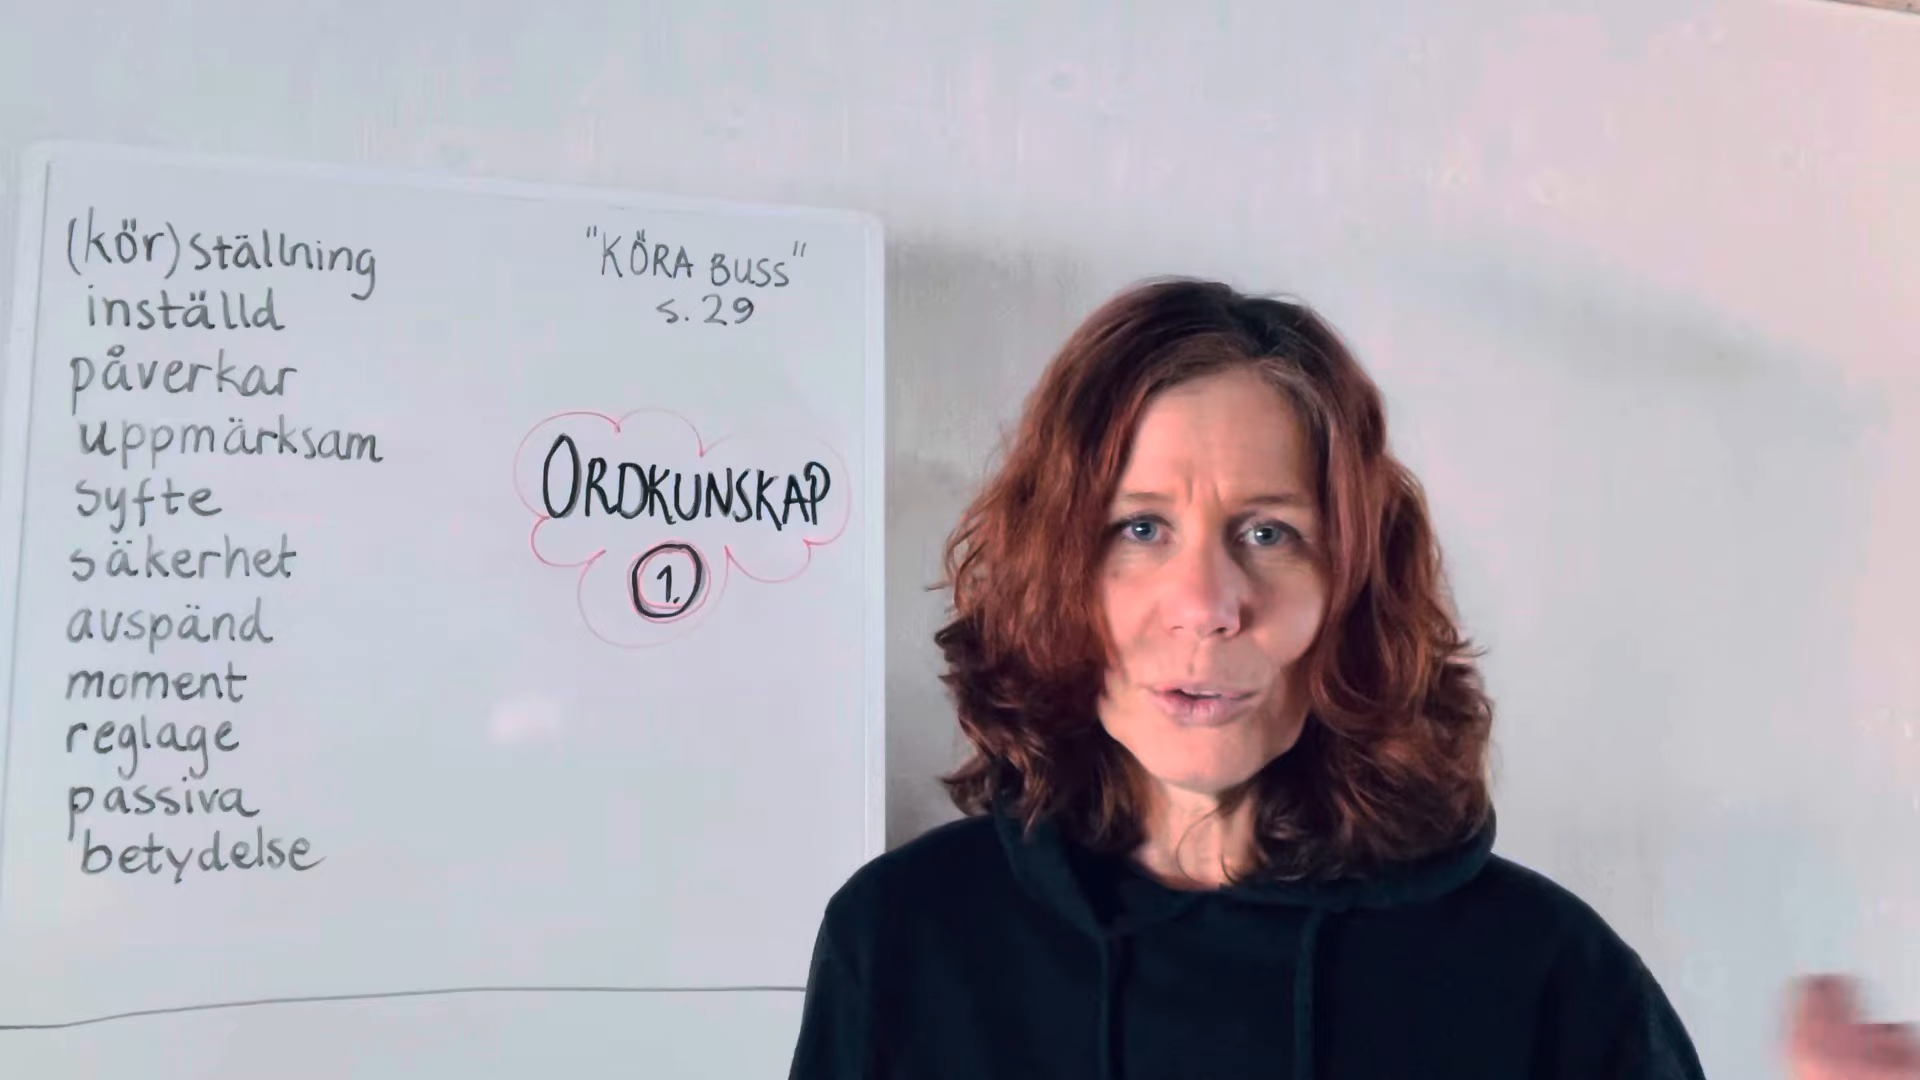 (kör)ställning
inställd
påverkar
uppmärksam
syfte
säkerhet
avspänd
moment
reglage
passiva
betydelse
"KÖRA BUSS"
s. 29
ORDKUNSKAP
1.